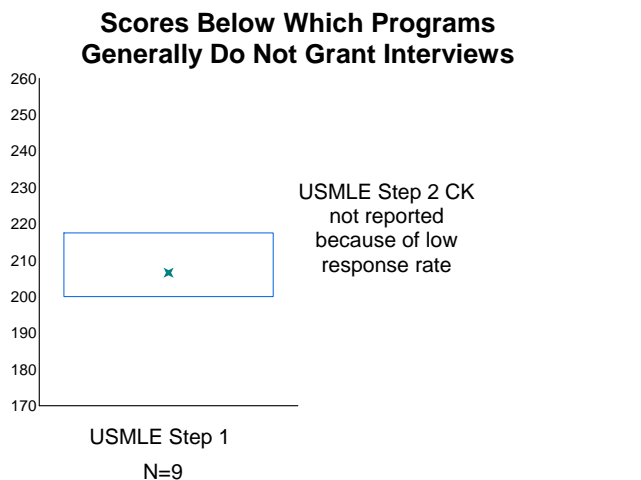 Scores Below Which Programs
Generally Do Not Grant Interviews
260
250
240
230
220
210
200
190
180
170
USMLE Step 2 CK
not reported
because of low
response rate
USMLE Step 1
N=9